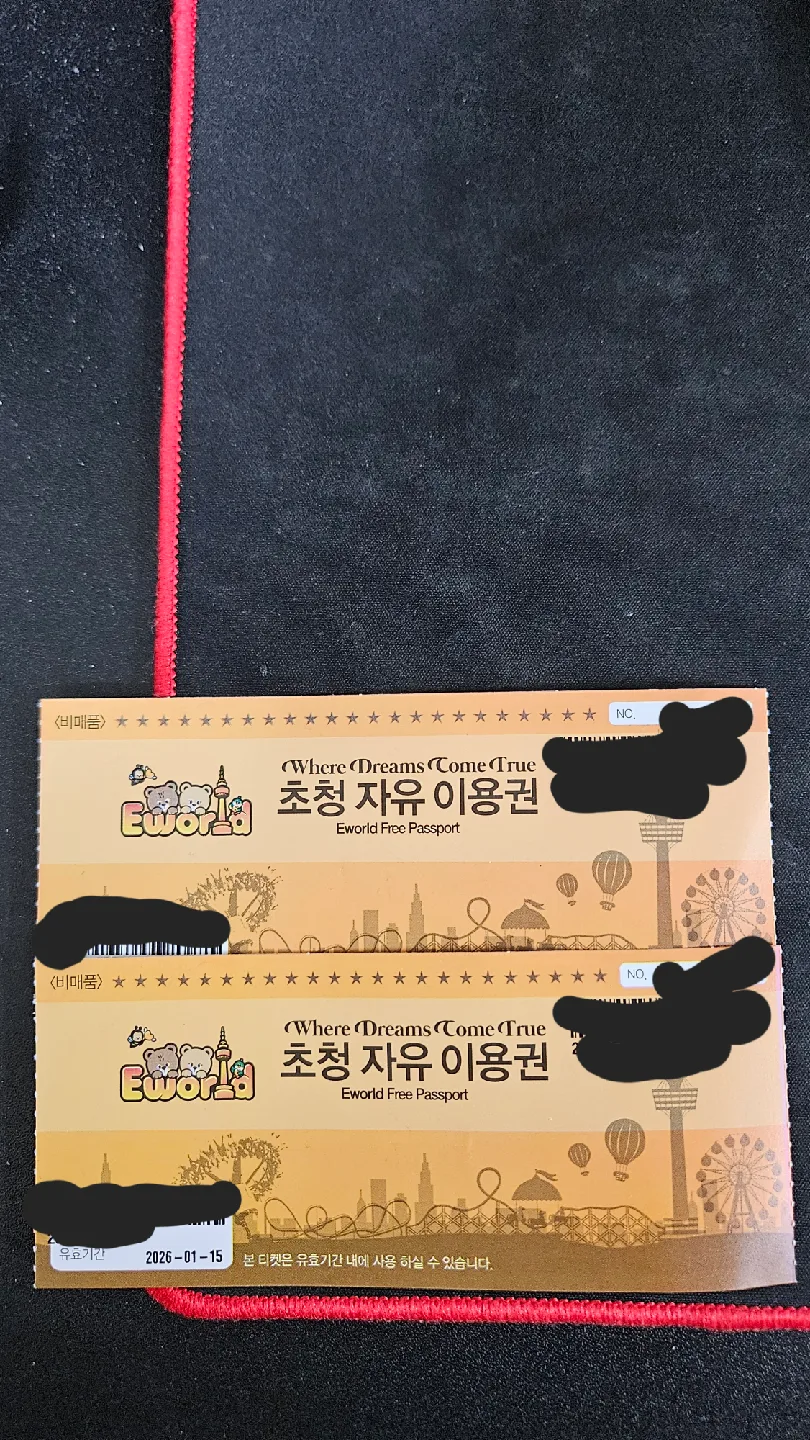 <비매품>
NO.
Where Dreams Come True
초청 자유 이용권
Eworld
Eworld Free Passport
<비매품>
NO.
Where Dreams Come True
초청 자유 이용권
Eworld
Eworld Free Passport
유효기간 2026-01-15
본 티켓은 유효기간 내에 사용 하실 수 있습니다.